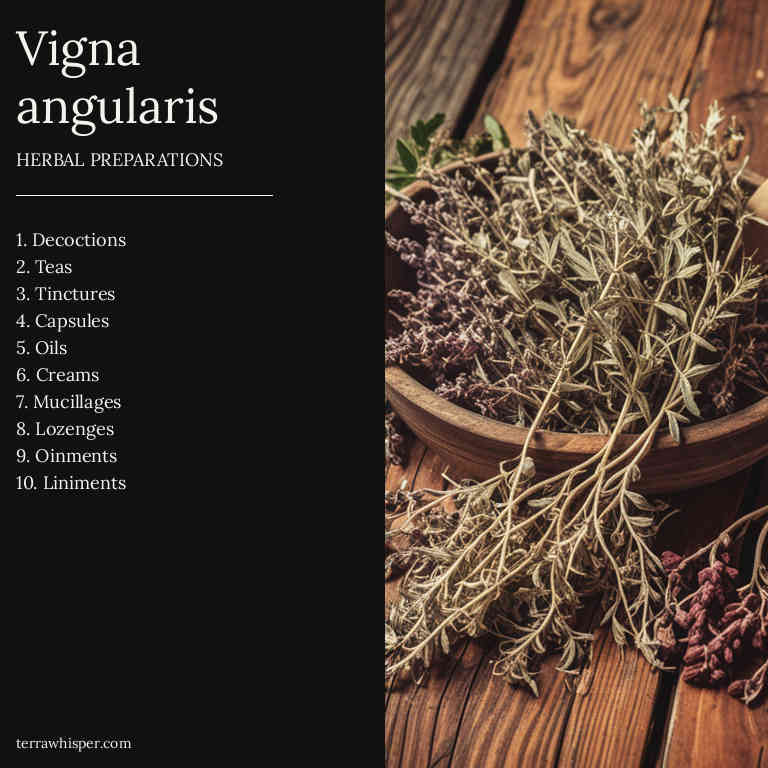 Vigna
angularis
HERBAL PREPARATIONS
1. Decoctions
2. Teas
3. Tinctures
4. Capsules
5. Oils
6. Creams
7. Mucillages
8. Lozenges
9. Oinments
10. Liniments
terrawhisper.com